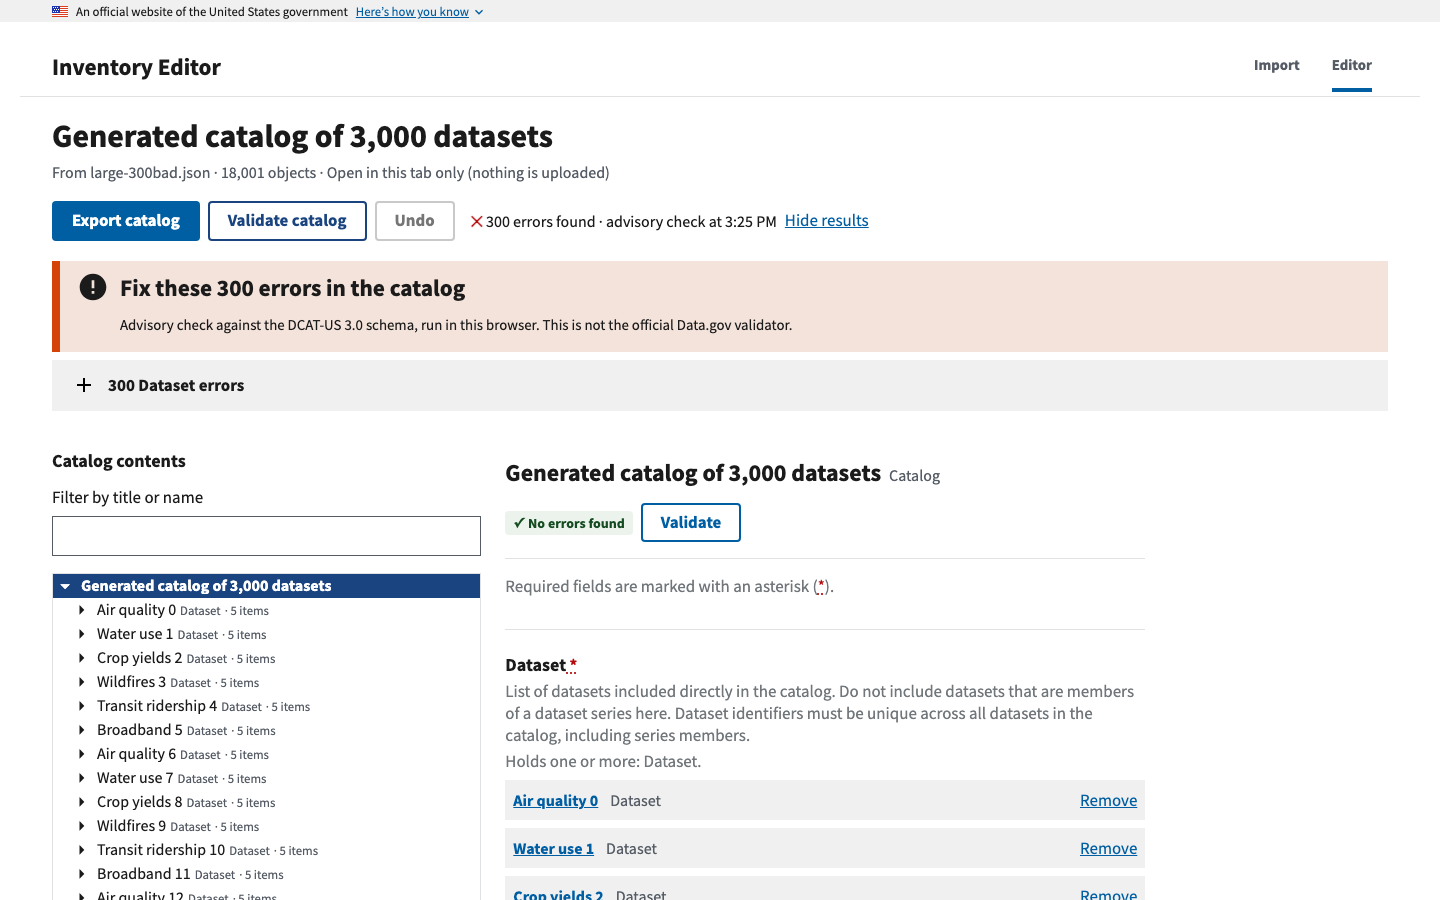 An official website of the United States government Here’s how you know
Inventory Editor
Import
Editor
Generated catalog of 3,000 datasets
From large-300bad.json · 18,001 objects · Open in this tab only (nothing is uploaded)
Export catalog
Validate catalog
Undo
300 errors found · advisory check at 3:25 PM Hide results
Fix these 300 errors in the catalog
Advisory check against the DCAT-US 3.0 schema, run in this browser. This is not the official Data.gov validator.
300 Dataset errors
Catalog contents
Filter by title or name
Generated catalog of 3,000 datasets
Air quality 0 Dataset · 5 items
Water use 1 Dataset · 5 items
Crop yields 2 Dataset · 5 items
Wildfires 3 Dataset · 5 items
Transit ridership 4 Dataset · 5 items
Broadband 5 Dataset · 5 items
Air quality 6 Dataset · 5 items
Water use 7 Dataset · 5 items
Crop yields 8 Dataset · 5 items
Wildfires 9 Dataset · 5 items
Transit ridership 10 Dataset · 5 items
Broadband 11 Dataset · 5 items
Air quality 12 Dataset · 5 items
Generated catalog of 3,000 datasets Catalog
✓ No errors found
Validate
Required fields are marked with an asterisk (*).
Dataset *
List of datasets included directly in the catalog. Do not include datasets that are members
of a dataset series here. Dataset identifiers must be unique across all datasets in the
catalog, including series members.
Holds one or more: Dataset.
Air quality 0 Dataset Remove
Water use 1 Dataset Remove
Crop yields 2 Dataset Remove